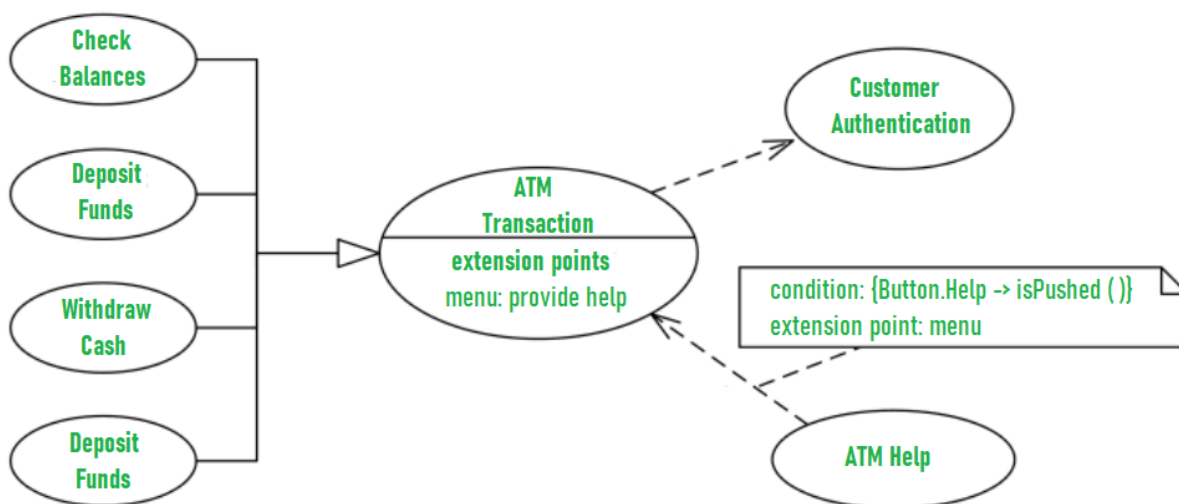 Check
Balances
Deposit
Funds
Withdraw
Cash
Deposit
Funds
ATM
Transaction
extension points
menu: provide help
Customer
Authentication
condition: {Button.Help -> isPushed ( )}
extension point: menu
ATM Help